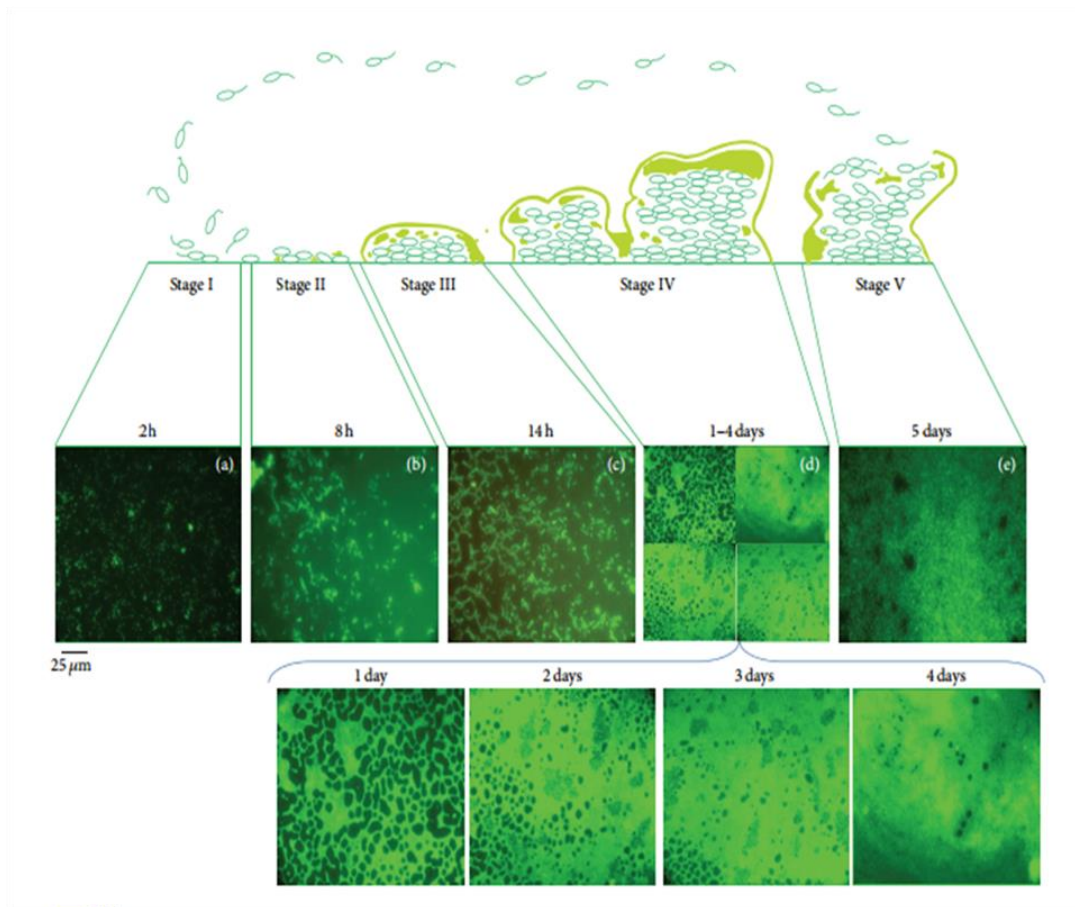 Stage I
Stage II
Stage III
Stage IV
Stage V
2 h
8 h
14 h
1–4 days
5 days
(a)
(b)
(c)
(d)
(e)
25 μm
1 day
2 days
3 days
4 days